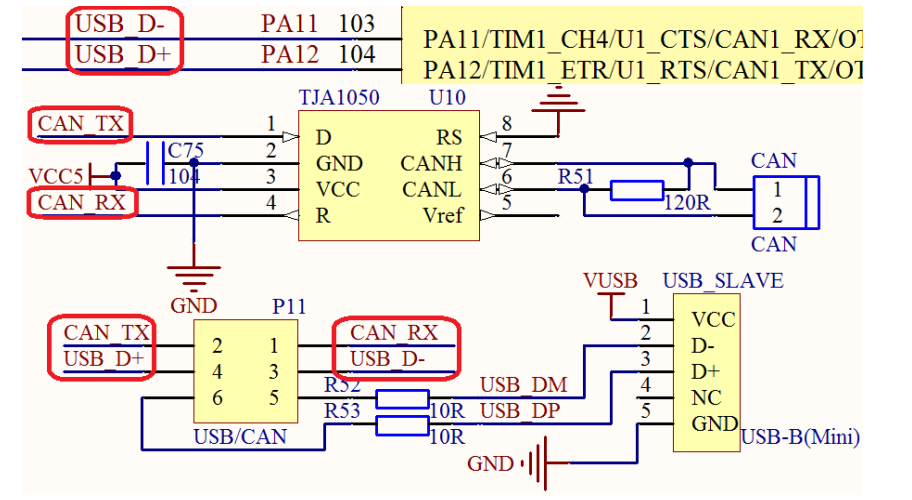 USB_D- PA11 103
USB_D+ PA12 104
PA11/TIM1_CH4/U1_CTS/CAN1_RX/OT
PA12/TIM1_ETR/U1_RTS/CAN1_TX/OT
TJA1050 U10
CAN_TX 1 D RS 8
C75 2 GND CANH 7 CAN
VCC5 104 3 VCC CANL 6 R51 120R 1
CAN_RX 4 R Vref 5 2
CAN
GND
P11
CAN_TX 2 1 CAN_RX
USB_D+ 4 3 USB_D-
6 5 R52 10R USB_DM
R53 10R USB_DP
USB/CAN
VUSB USB_SLAVE
1 VCC
2 D-
3 D+
4 NC
5 GND
USB-B(Mini)
GND